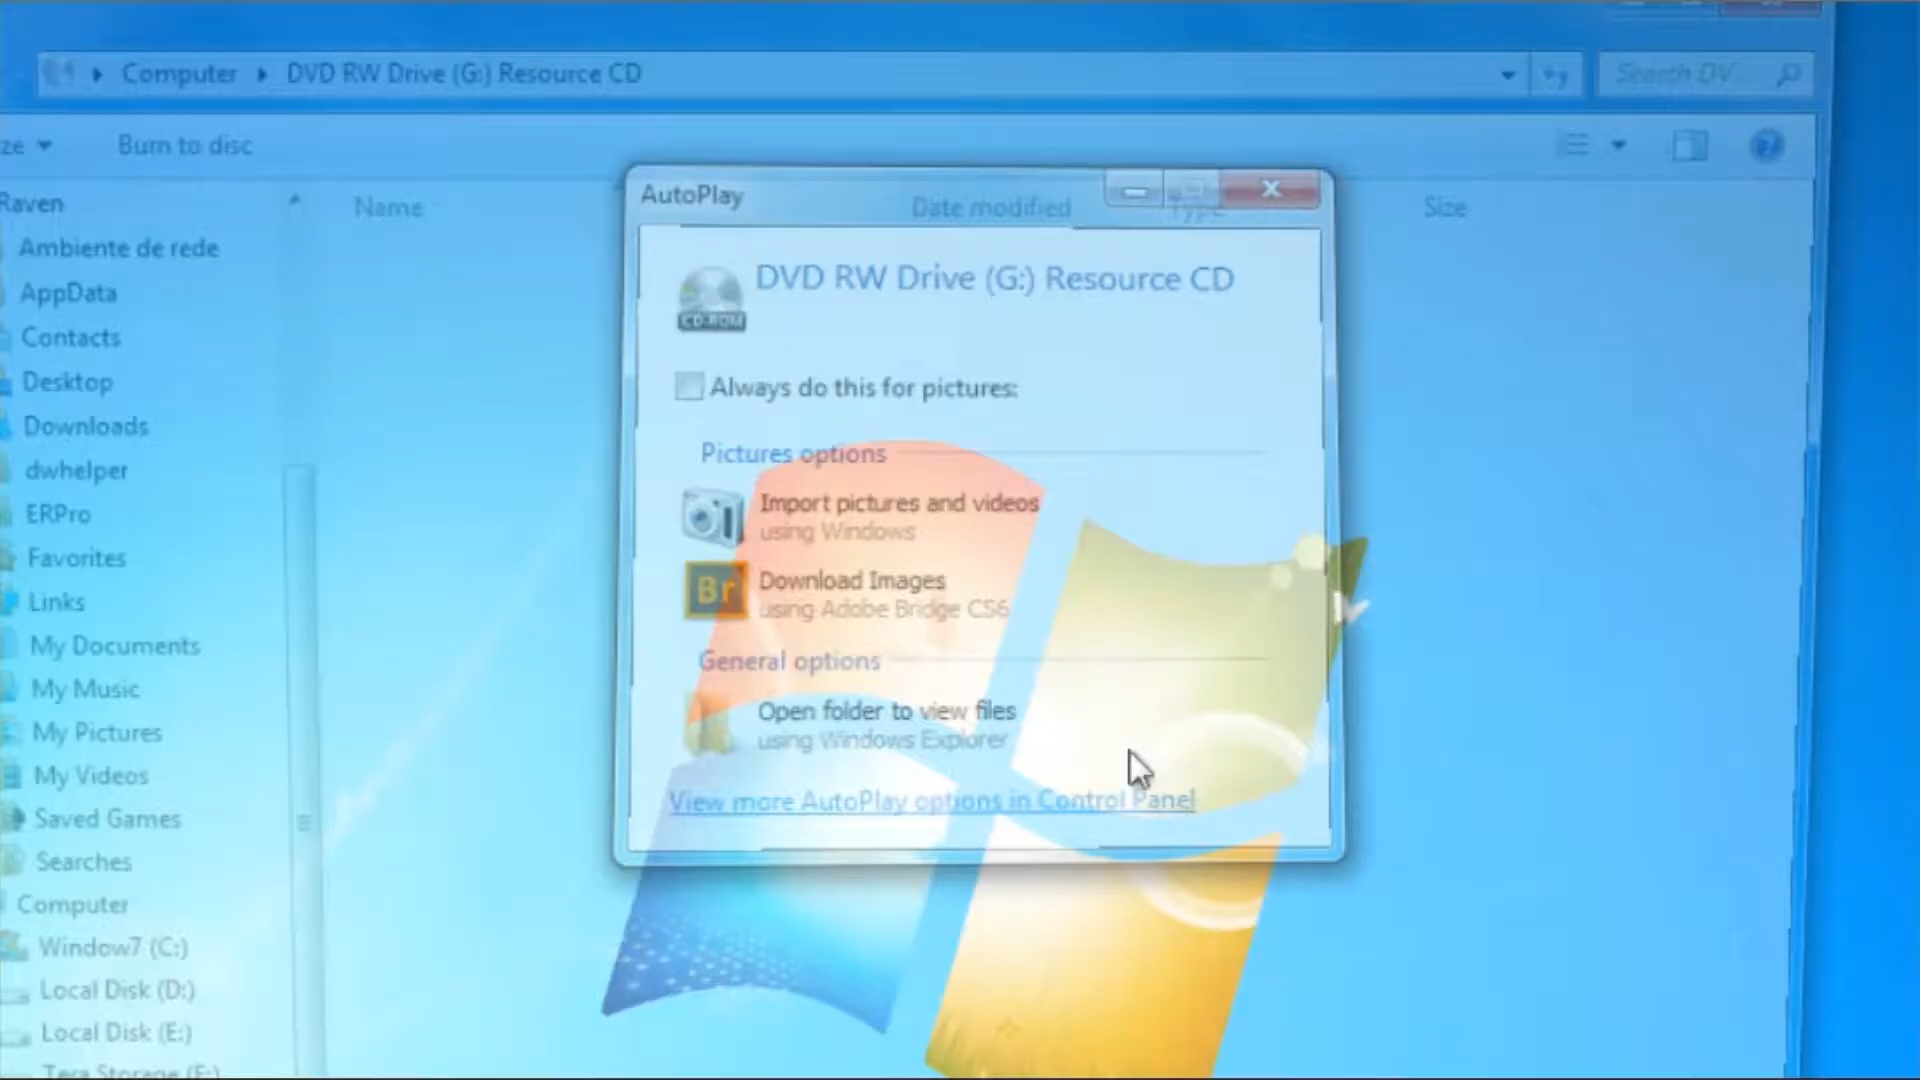 Computer ▸ DVD RW Drive (G:) Resource CD
Search DV
ze
Burn to disc
AutoPlay
Raven
Name
Date modified
Type
Size
Ambiente de rede
AppData
Contacts
Desktop
Downloads
dwhelper
ERPro
Favorites
Links
My Documents
My Music
My Pictures
My Videos
Saved Games
Searches
Computer
Window7 (C:)
Local Disk (D:)
Local Disk (E:)
Tera Storage (F:)
DVD RW Drive (G:) Resource CD
CD-ROM
Always do this for pictures:
Pictures options
Import pictures and videos
using Windows
Br
Download Images
using Adobe Bridge CS6
General options
Open folder to view files
using Windows Explorer
View more AutoPlay options in Control Panel